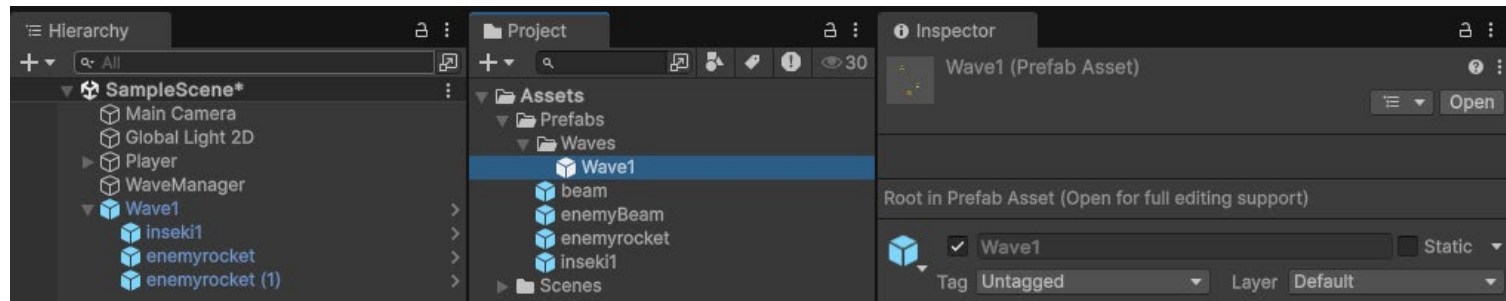 Hierarchy
All
SampleScene*
Main Camera
Global Light 2D
Player
WaveManager
Wave1
inseki1
enemyrocket
enemyrocket (1)
Project
30
Assets
Prefabs
Waves
Wave1
beam
enemyBeam
enemyrocket
inseki1
Scenes
Inspector
Wave1 (Prefab Asset)
Open
Root in Prefab Asset (Open for full editing support)
Wave1 Static
Tag Untagged Layer Default